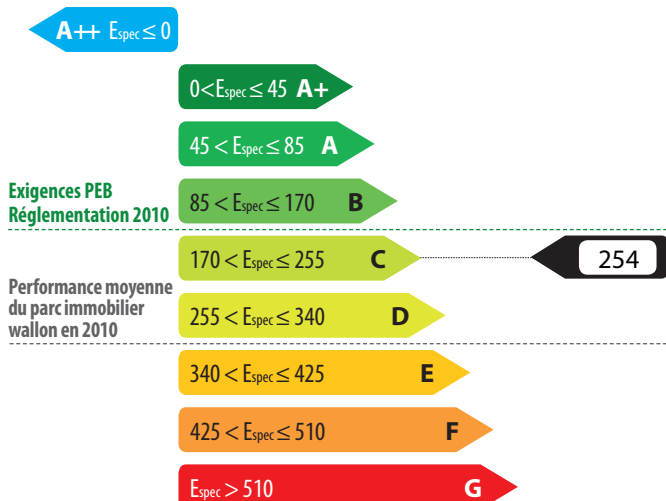 A++ Espec ≤ 0
0 < Espec ≤ 45 A+
45 < Espec ≤ 85 A
Exigences PEB
Réglementation 2010
85 < Espec ≤ 170 B
170 < Espec ≤ 255 C
254
Performance moyenne
du parc immobilier
wallon en 2010
255 < Espec ≤ 340 D
340 < Espec ≤ 425 E
425 < Espec ≤ 510 F
Espec > 510 G